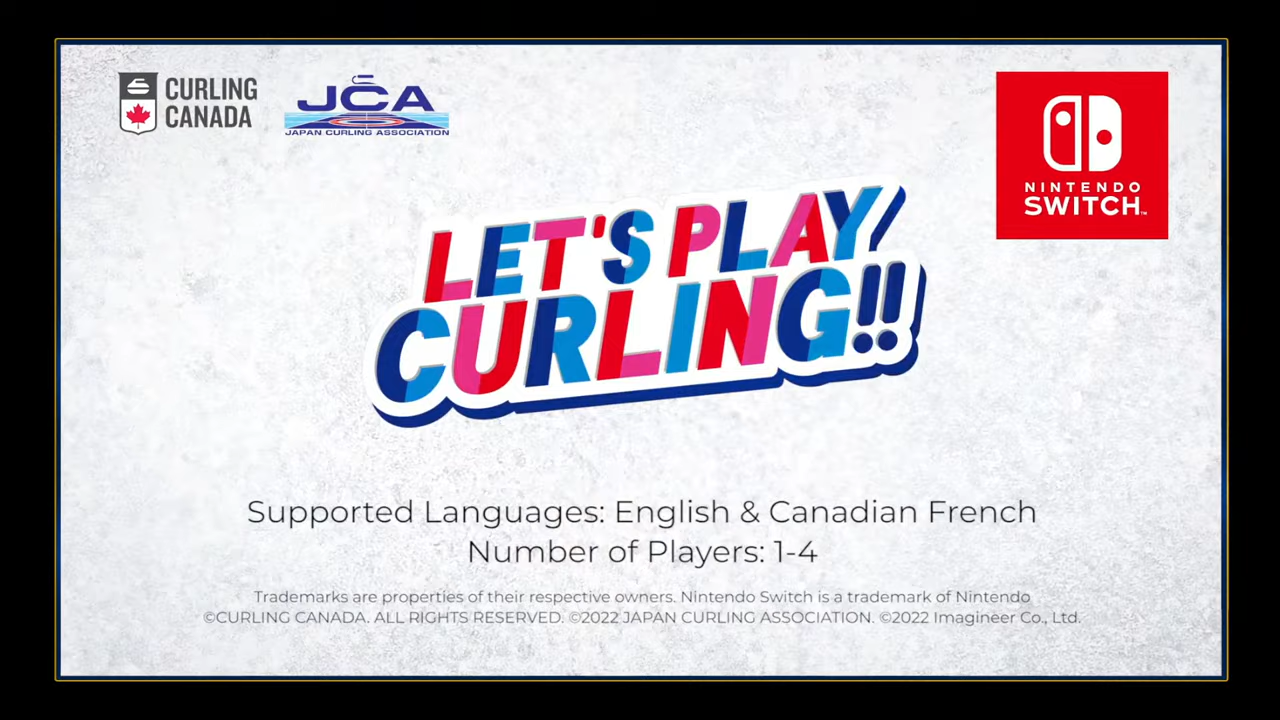 CURLING
CANADA
JCA
JAPAN CURLING ASSOCIATION
NINTENDO
SWITCH™
LET'S PLAY
CURLING!!
Supported Languages: English & Canadian French
Number of Players: 1-4
Trademarks are properties of their respective owners. Nintendo Switch is a trademark of Nintendo
©CURLING CANADA. ALL RIGHTS RESERVED. ©2022 JAPAN CURLING ASSOCIATION. ©2022 Imagineer Co., Ltd.